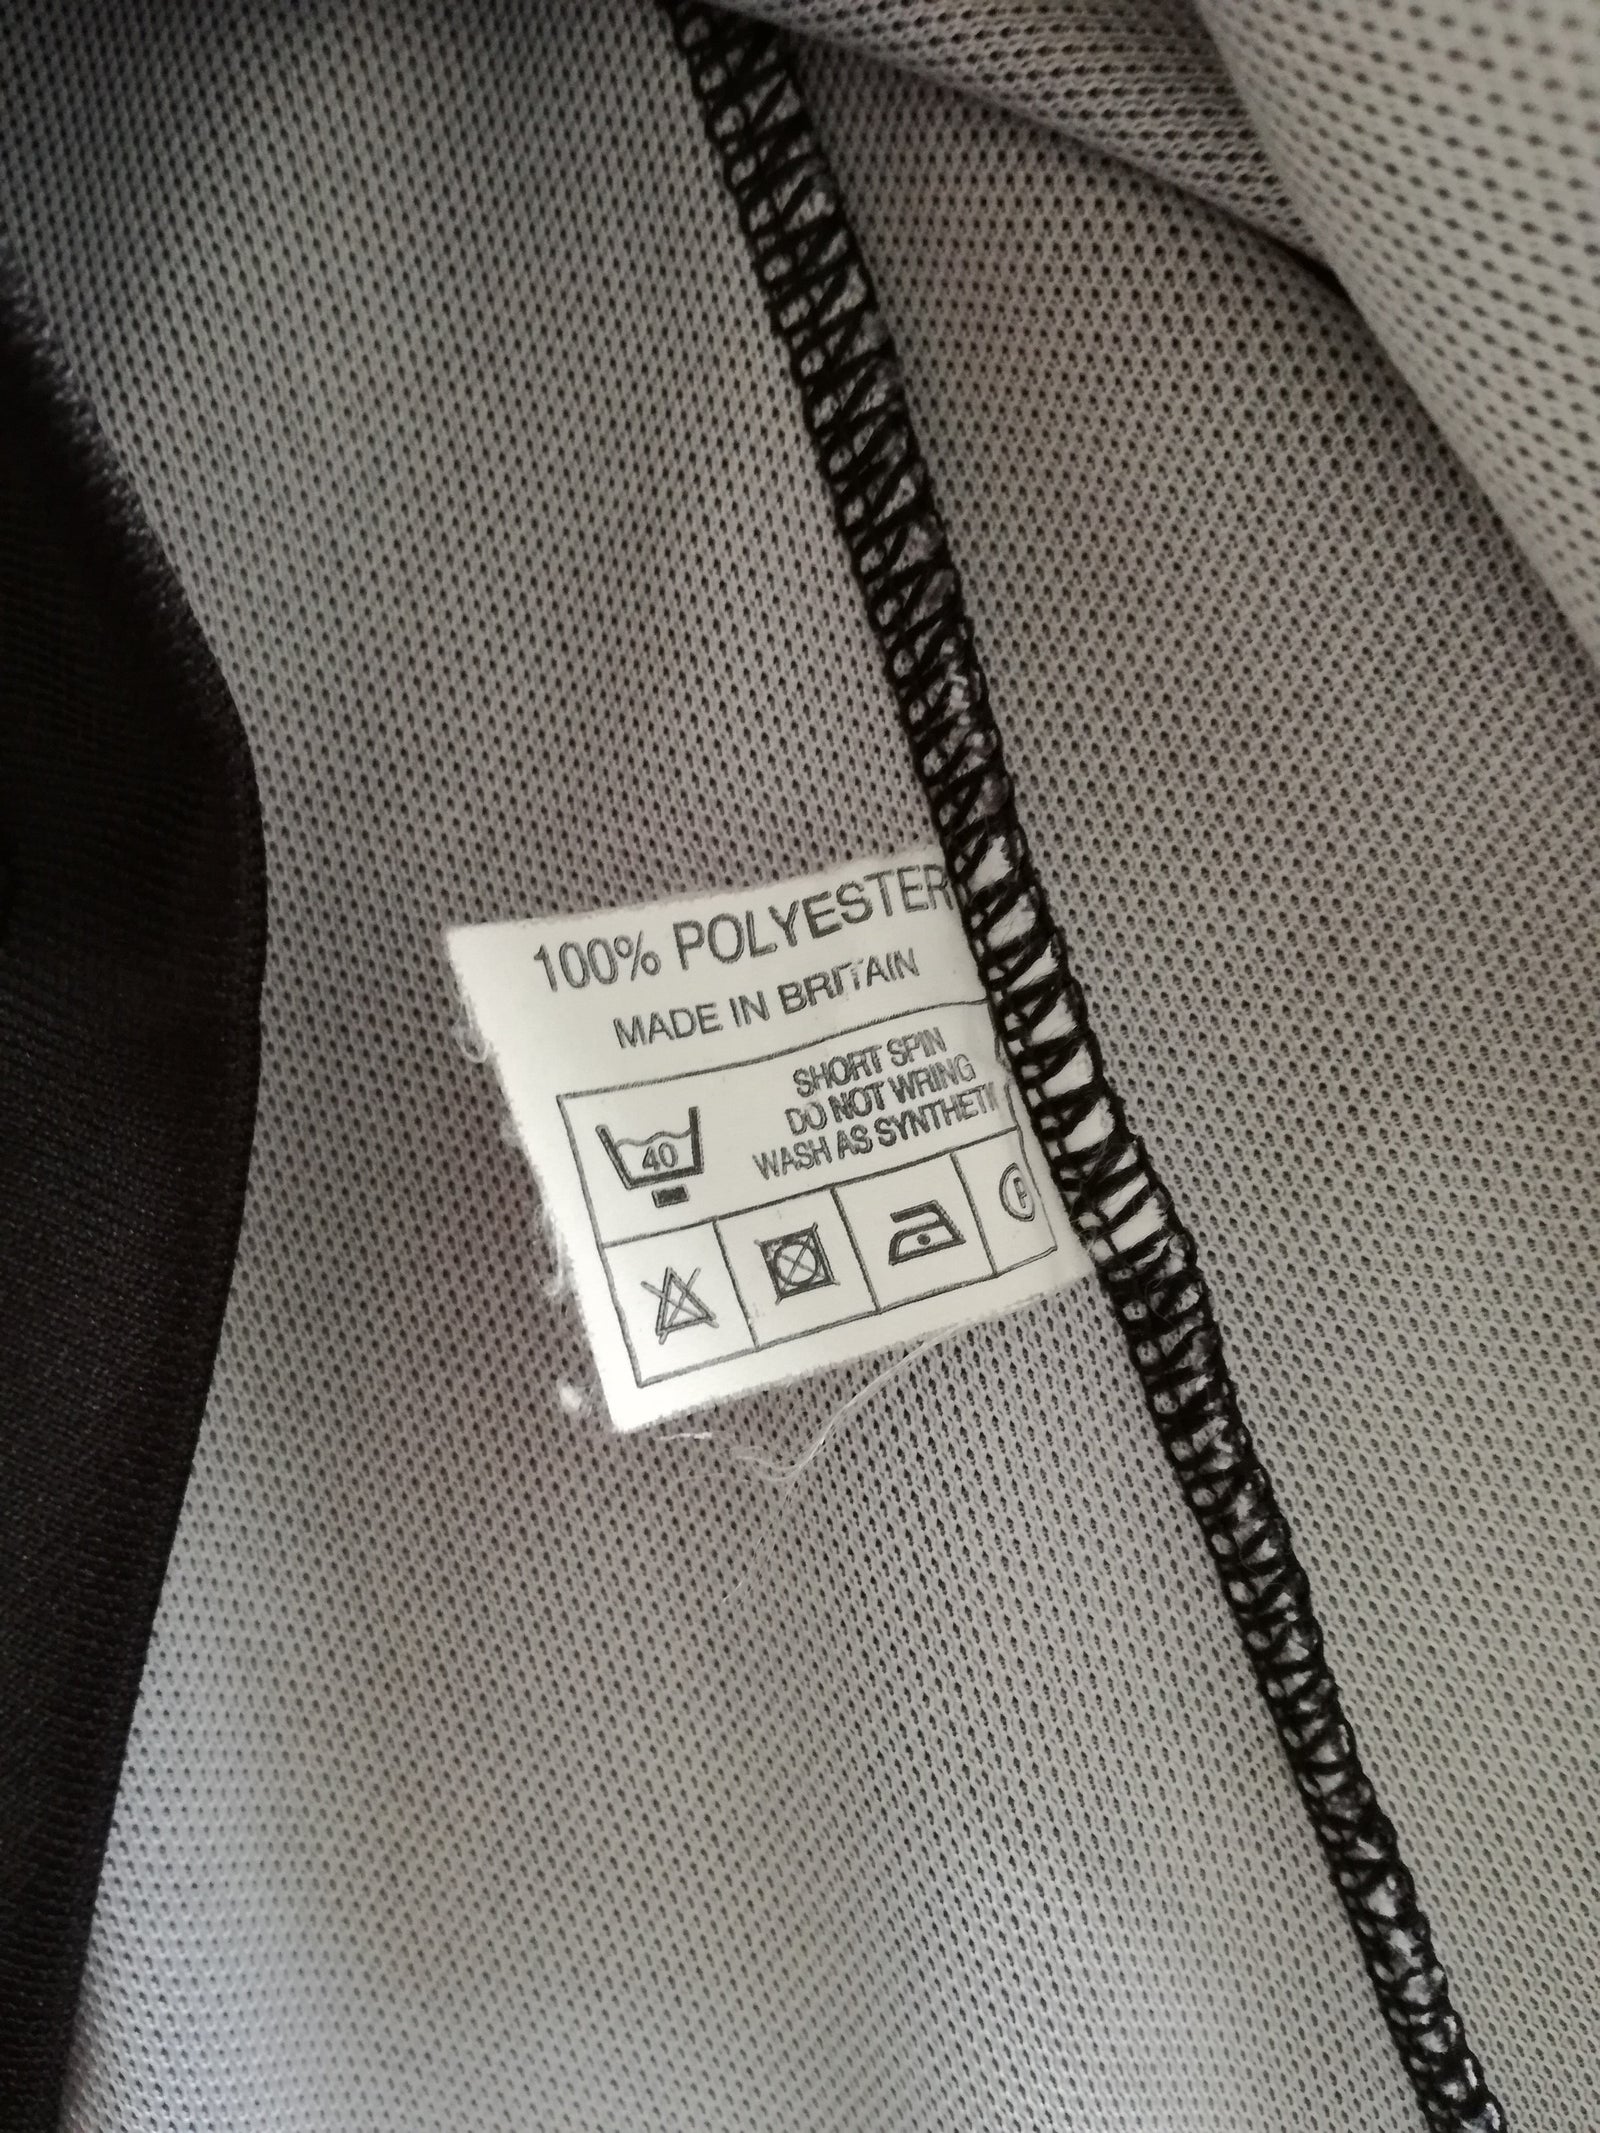 100% POLYESTER
MADE IN BRITAIN
SHORT SPIN
DO NOT WRING
WASH AS SYNTHETI
40
P